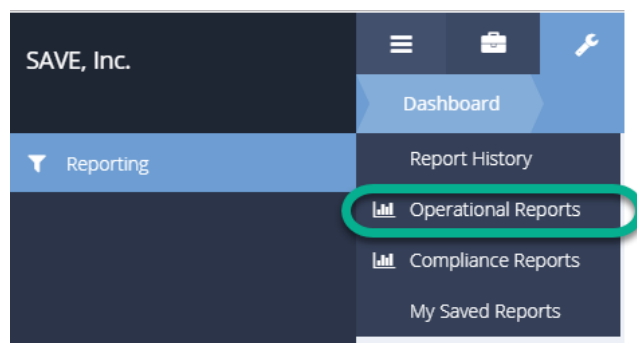 SAVE, Inc.
Dashboard
Reporting
Report History
Operational Reports
Compliance Reports
My Saved Reports